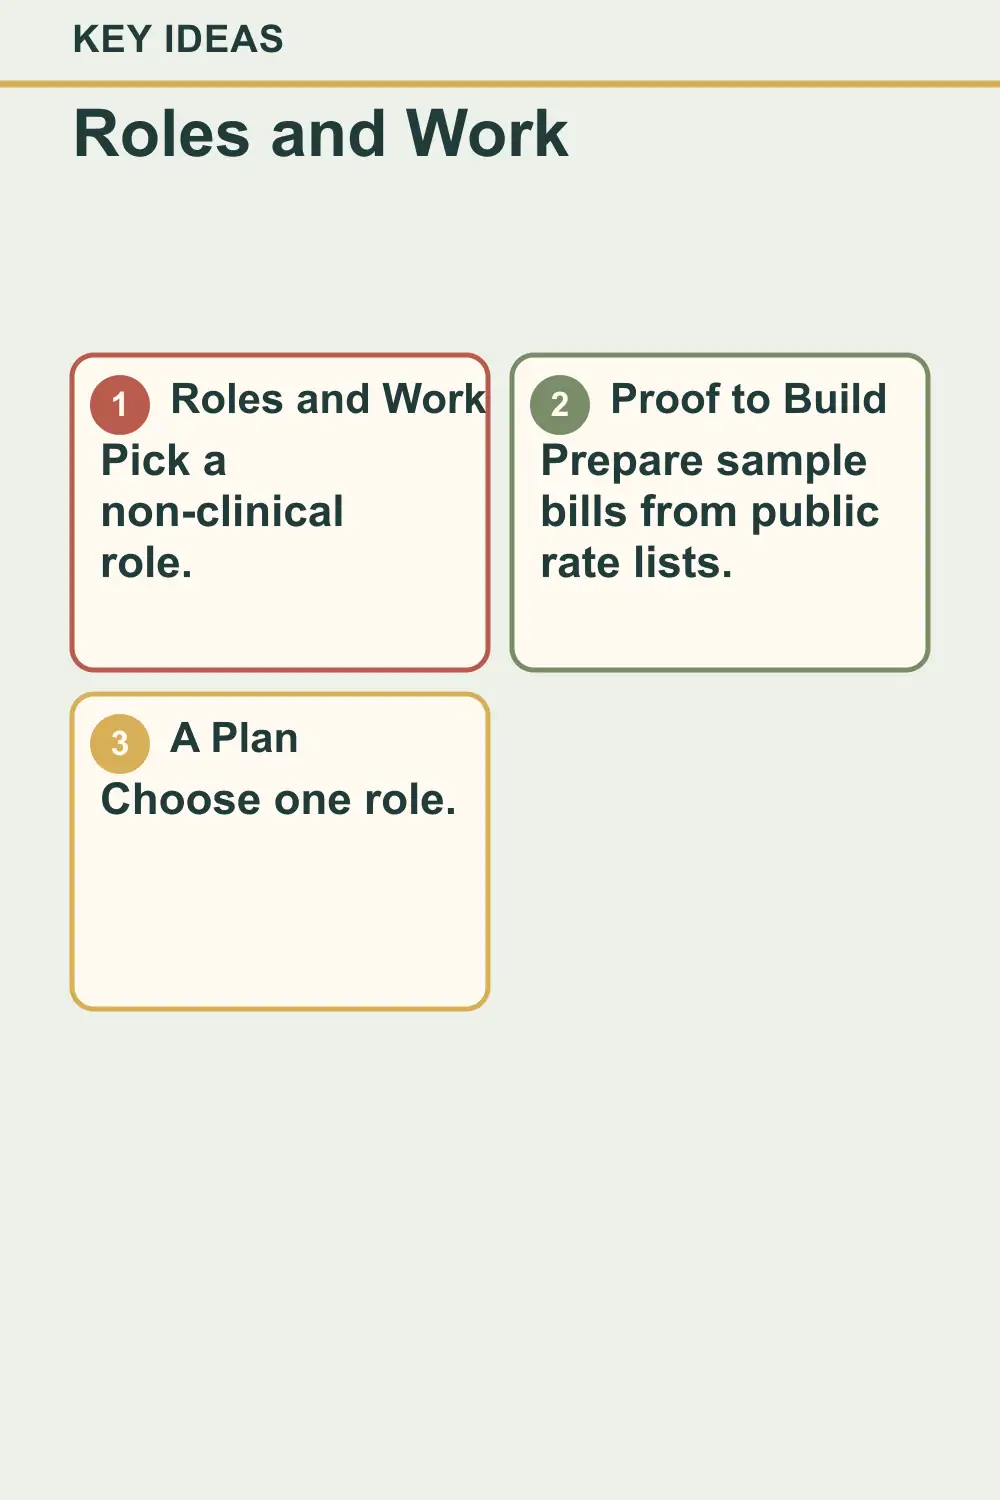 KEY IDEAS
Roles and Work
1 Roles and Work
Pick a
non-clinical
role.
2 Proof to Build
Prepare sample
bills from public
rate lists.
3 A Plan
Choose one role.